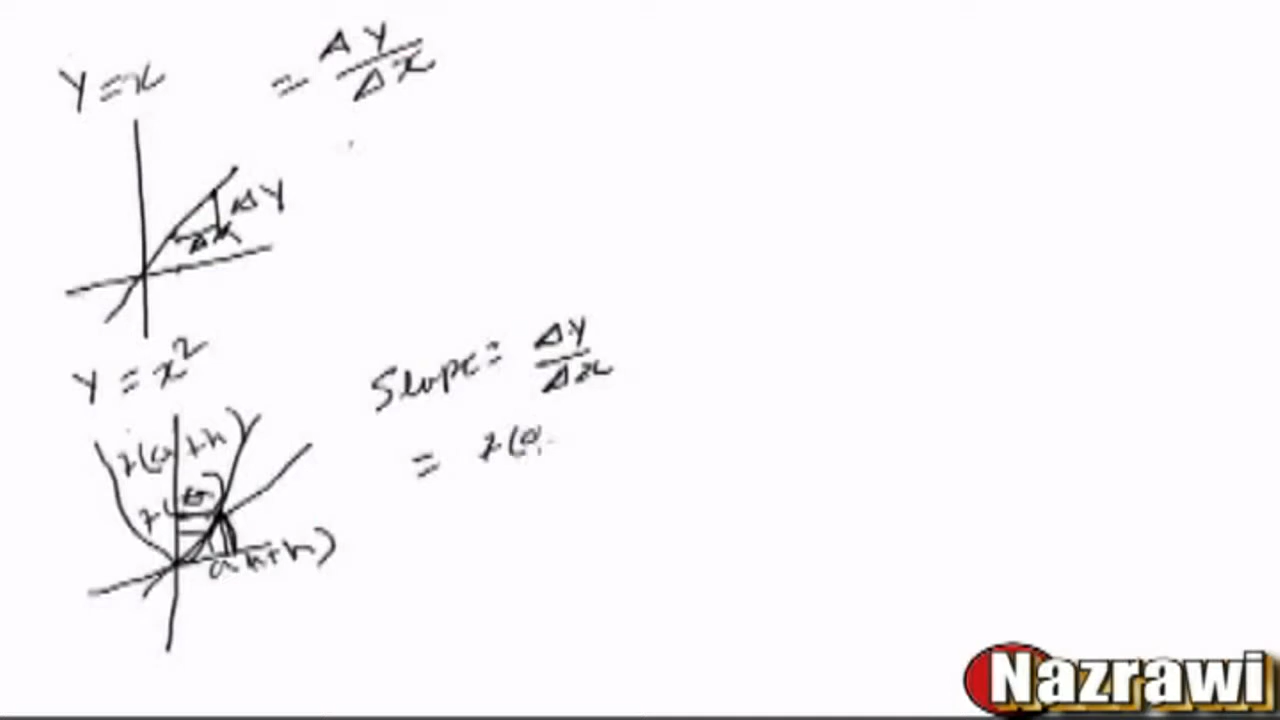 Y = x
= ΔY/Δx
ΔY
Δx
Y = x²
Slope = ΔY/Δx
= f(a
f(a+h)
f(a)
a
a+h)
Nazrawi